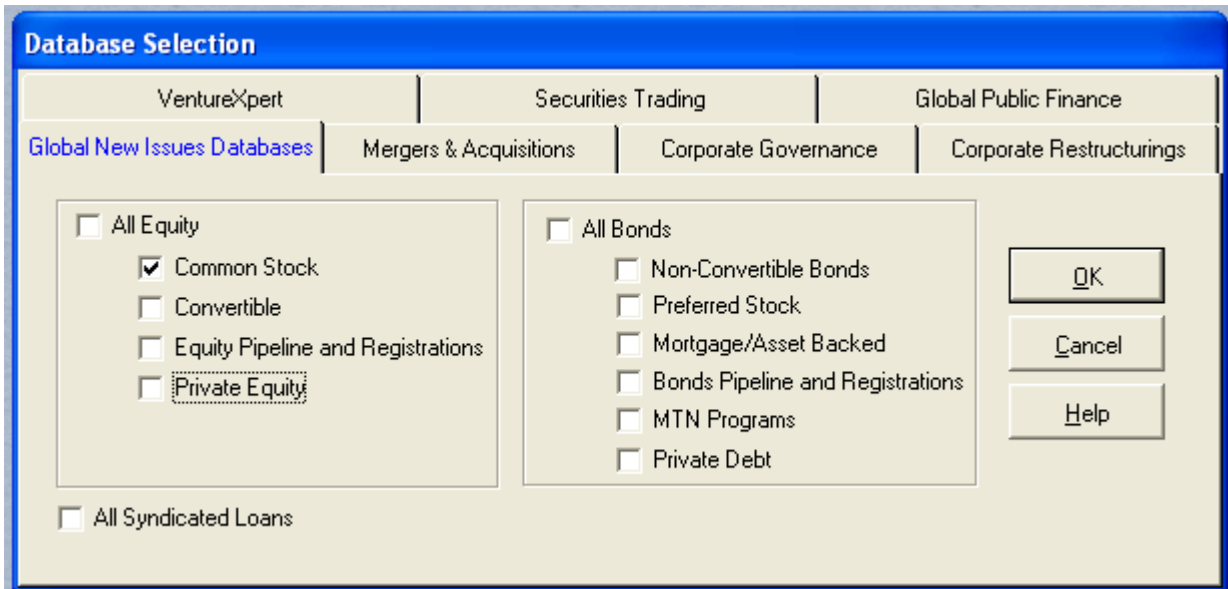 Database Selection
VentureXpert
Securities Trading
Global Public Finance
Global New Issues Databases
Mergers & Acquisitions
Corporate Governance
Corporate Restructurings
All Equity
Common Stock
Convertible
Equity Pipeline and Registrations
Private Equity
All Bonds
Non-Convertible Bonds
Preferred Stock
Mortgage/Asset Backed
Bonds Pipeline and Registrations
MTN Programs
Private Debt
OK
Cancel
Help
All Syndicated Loans